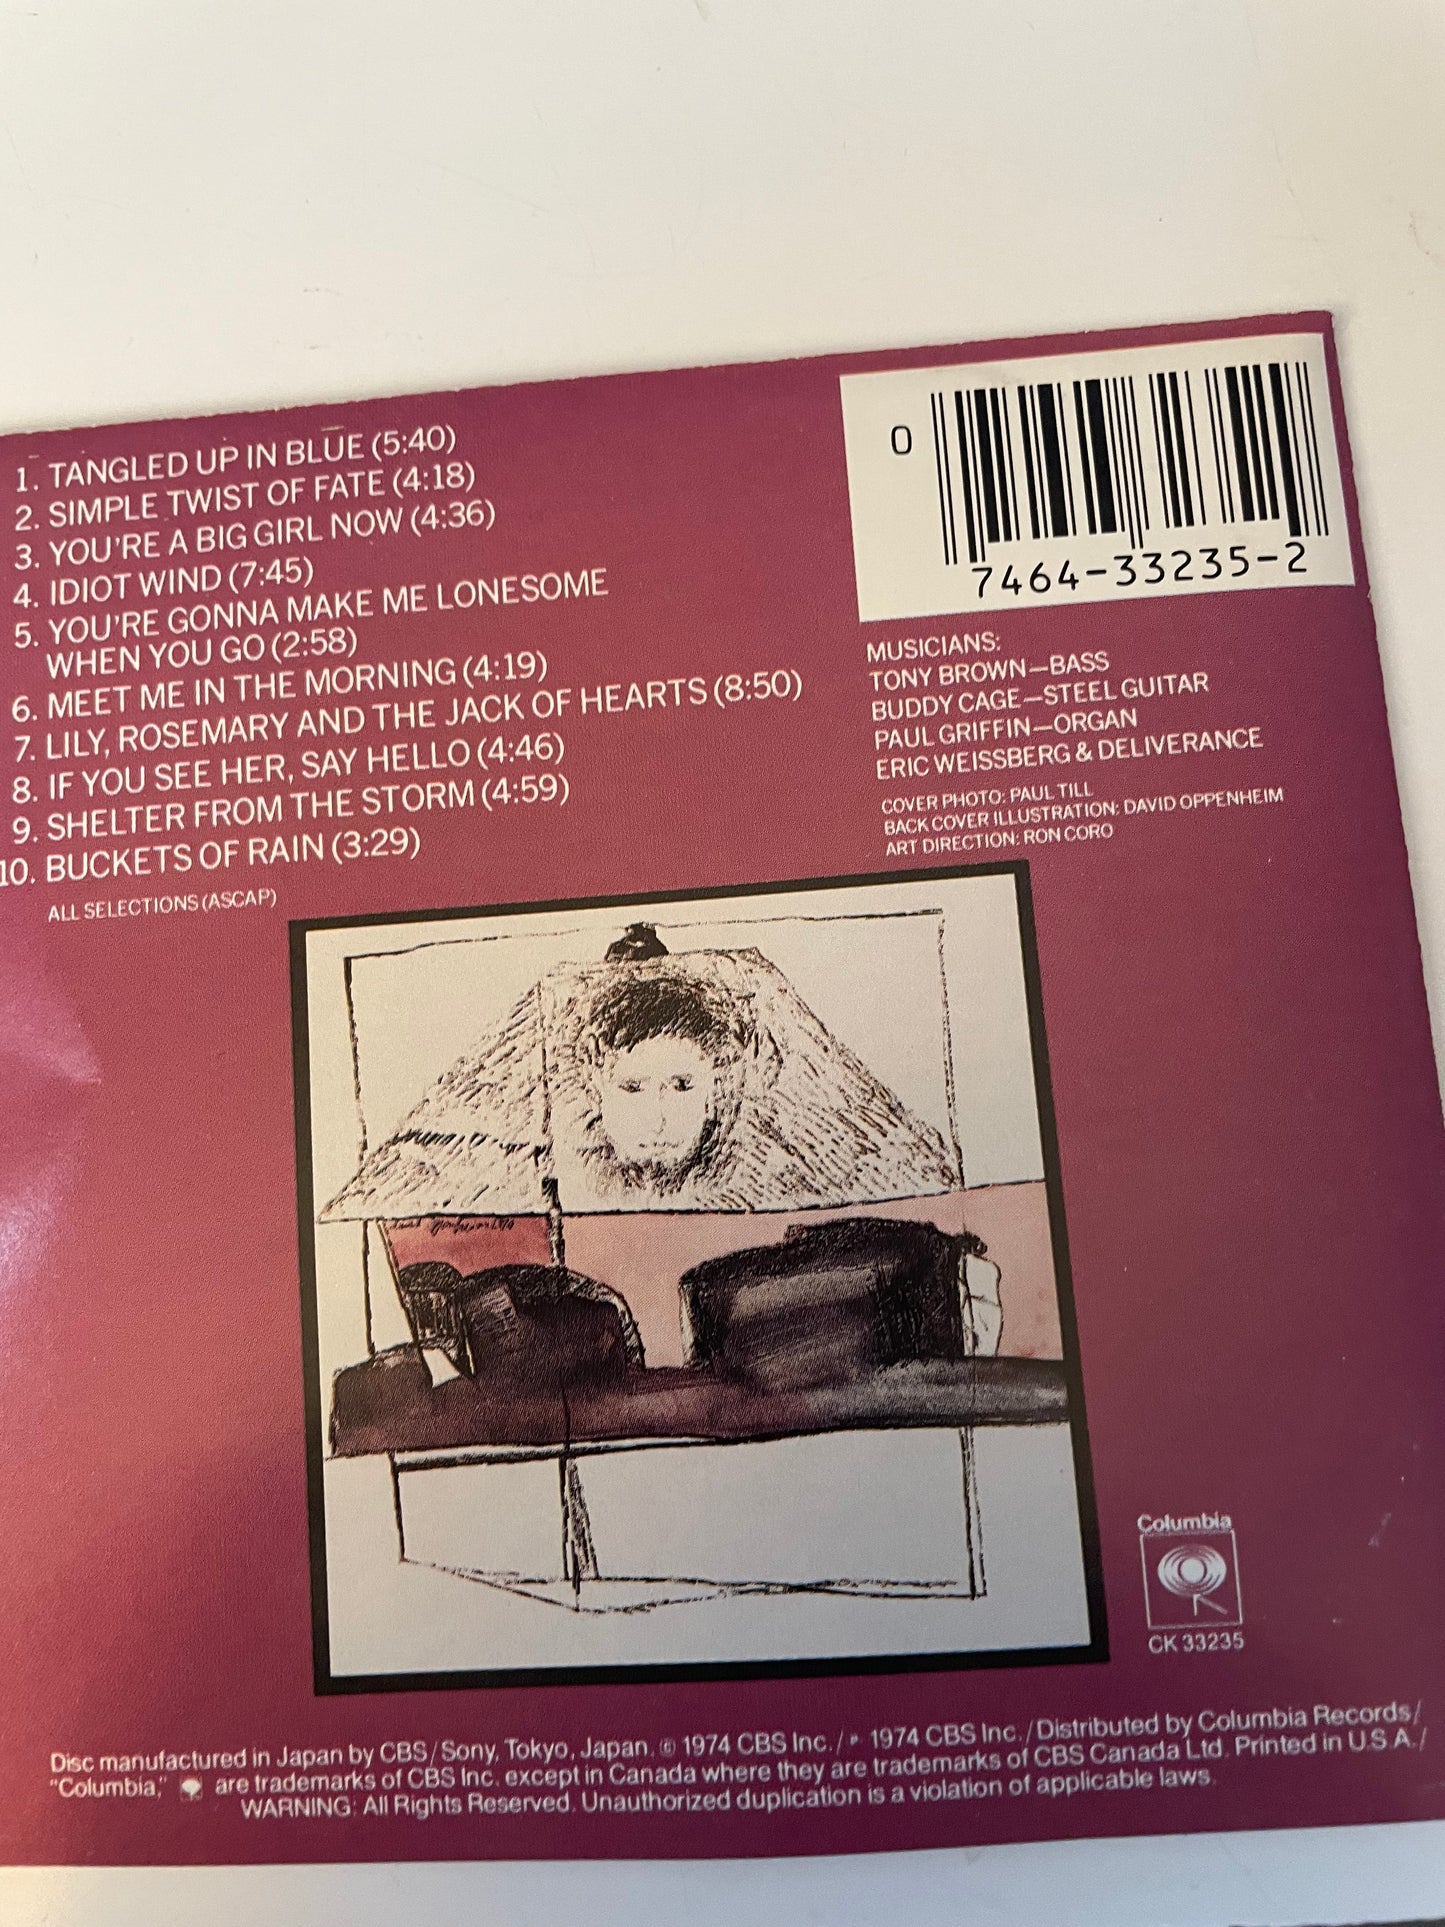 1. TANGLED UP IN BLUE (5:40)
2. SIMPLE TWIST OF FATE (4:18)
3. YOU'RE A BIG GIRL NOW (4:36)
4. IDIOT WIND (7:45)
5. YOU'RE GONNA MAKE ME LONESOME
WHEN YOU GO (2:58)
6. MEET ME IN THE MORNING (4:19)
7. LILY, ROSEMARY AND THE JACK OF HEARTS (8:50)
8. IF YOU SEE HER, SAY HELLO (4:46)
9. SHELTER FROM THE STORM (4:59)
10. BUCKETS OF RAIN (3:29)
ALL SELECTIONS (ASCAP)
0
7464-33235-2
MUSICIANS:
TONY BROWN—BASS
BUDDY CAGE—STEEL GUITAR
PAUL GRIFFIN—ORGAN
ERIC WEISSBERG & DELIVERANCE
COVER PHOTO: PAUL TILL
BACK COVER ILLUSTRATION: DAVID OPPENHEIM
ART DIRECTION: RON CORO
Columbia
CK 33235
Disc manufactured in Japan by CBS/Sony, Tokyo, Japan. © 1974 CBS Inc./℗ 1974 CBS Inc./Distributed by Columbia Records/
"Columbia," are trademarks of CBS Inc. except in Canada where they are trademarks of CBS Canada Ltd. Printed in U.S.A./
WARNING: All Rights Reserved. Unauthorized duplication is a violation of applicable laws.